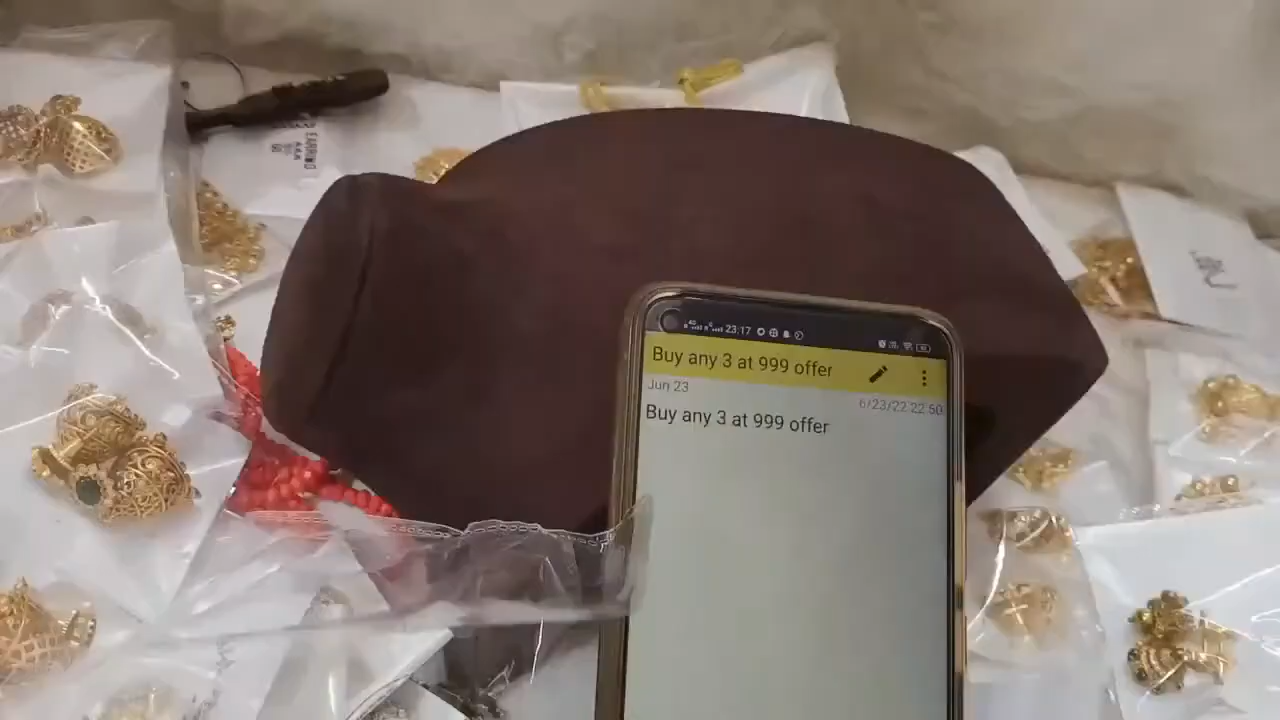 EARRING
23:17
Buy any 3 at 999 offer
Jun 23
6/23/22 22:50
Buy any 3 at 999 offer